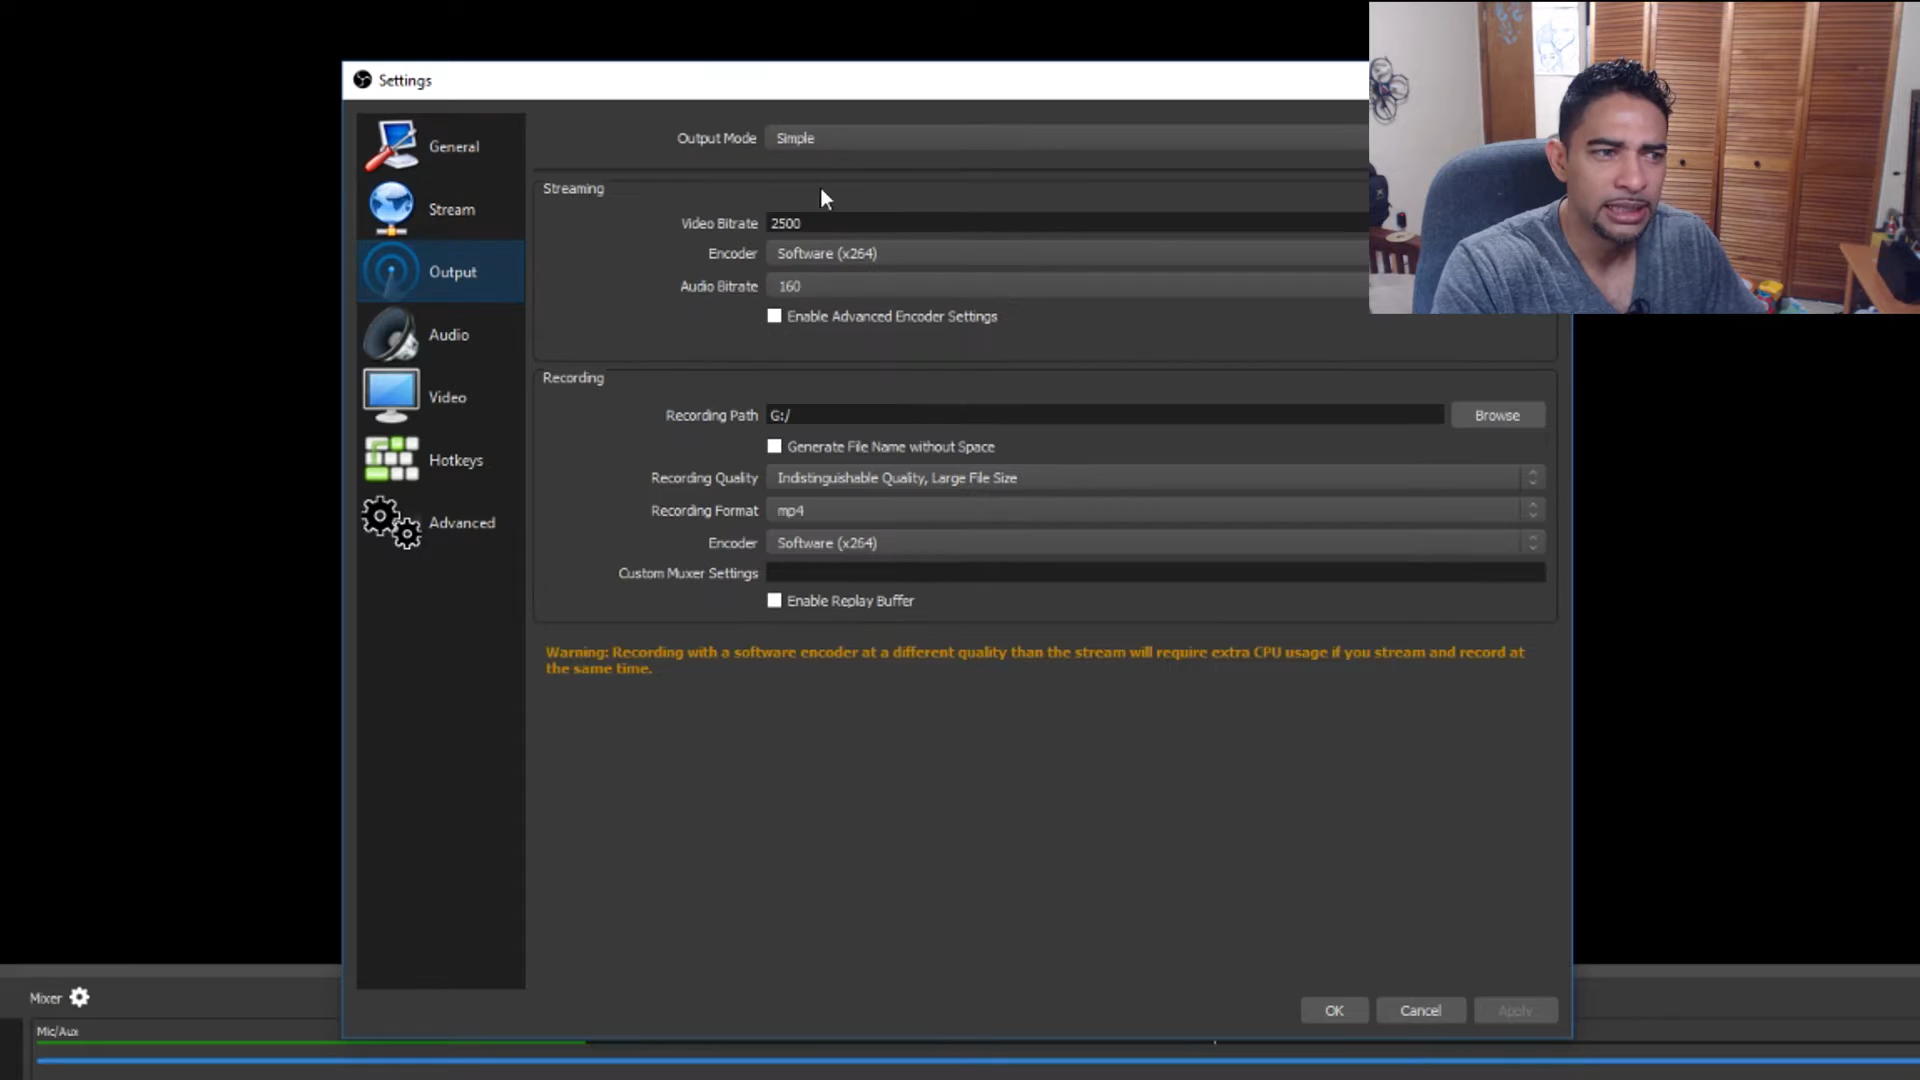 Settings
General
Stream
Output
Audio
Video
Hotkeys
Advanced
Output Mode Simple
Streaming
Video Bitrate 2500
Encoder Software (x264)
Audio Bitrate 160
Enable Advanced Encoder Settings
Recording
Recording Path G:/ Browse
Generate File Name without Space
Recording Quality Indistinguishable Quality, Large File Size
Recording Format mp4
Encoder Software (x264)
Custom Muxer Settings
Enable Replay Buffer
Warning: Recording with a software encoder at a different quality than the stream will require extra CPU usage if you stream and record at
the same time.
OK Cancel Apply
Mixer
Mic/Aux